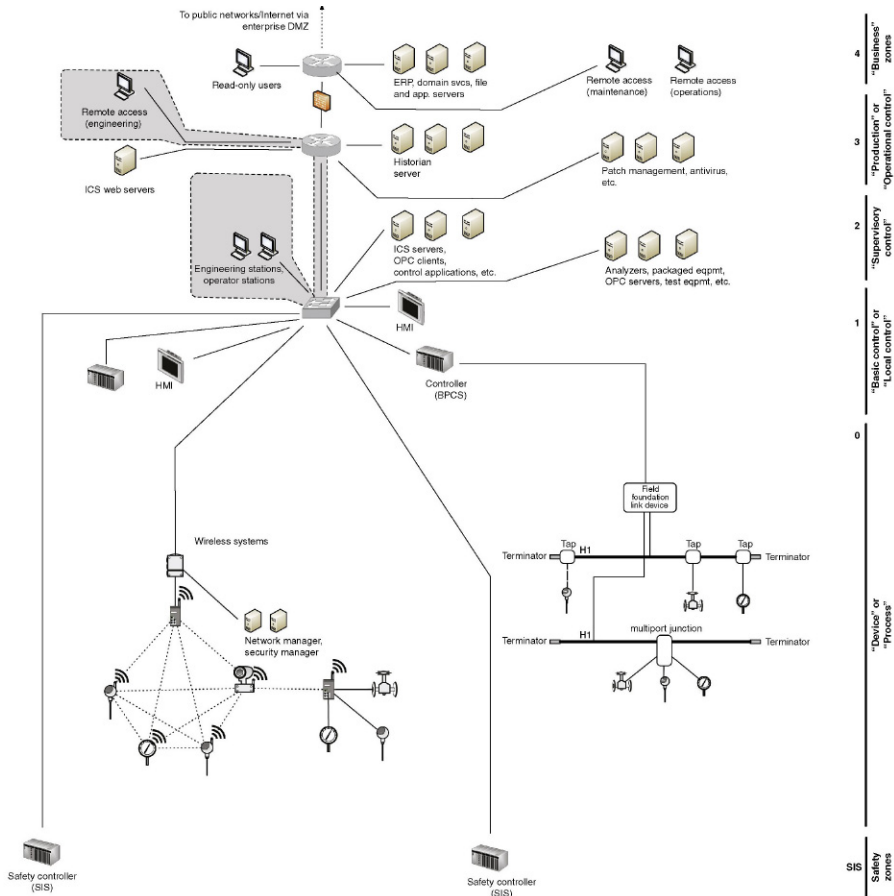 To public networks/Internet via
enterprise DMZ
Read-only users
ERP, domain svcs, file
and app. servers
Remote access
(maintenance)
Remote access
(operations)
4
"Business"
zones
Remote access
(engineering)
ICS web servers
Historian
server
Patch management, antivirus,
etc.
3
"Production" or
"Operational control"
Engineering stations,
operator stations
ICS servers,
OPC clients,
control applications, etc.
Analyzers, packaged eqpmt,
OPC servers, test eqpmt, etc.
2
"Supervisory
control"
HMI
HMI
Controller
(BPCS)
1
"Basic control" or
"Local control"
0
Field
foundation
link device
Wireless systems
Terminator
H1
Tap
Tap
Tap
Terminator
Network manager,
security manager
Terminator
H1
multiport junction
Terminator
"Device" or
"Process"
Safety controller
(SIS)
Safety controller
(SIS)
SIS
Safety
zones